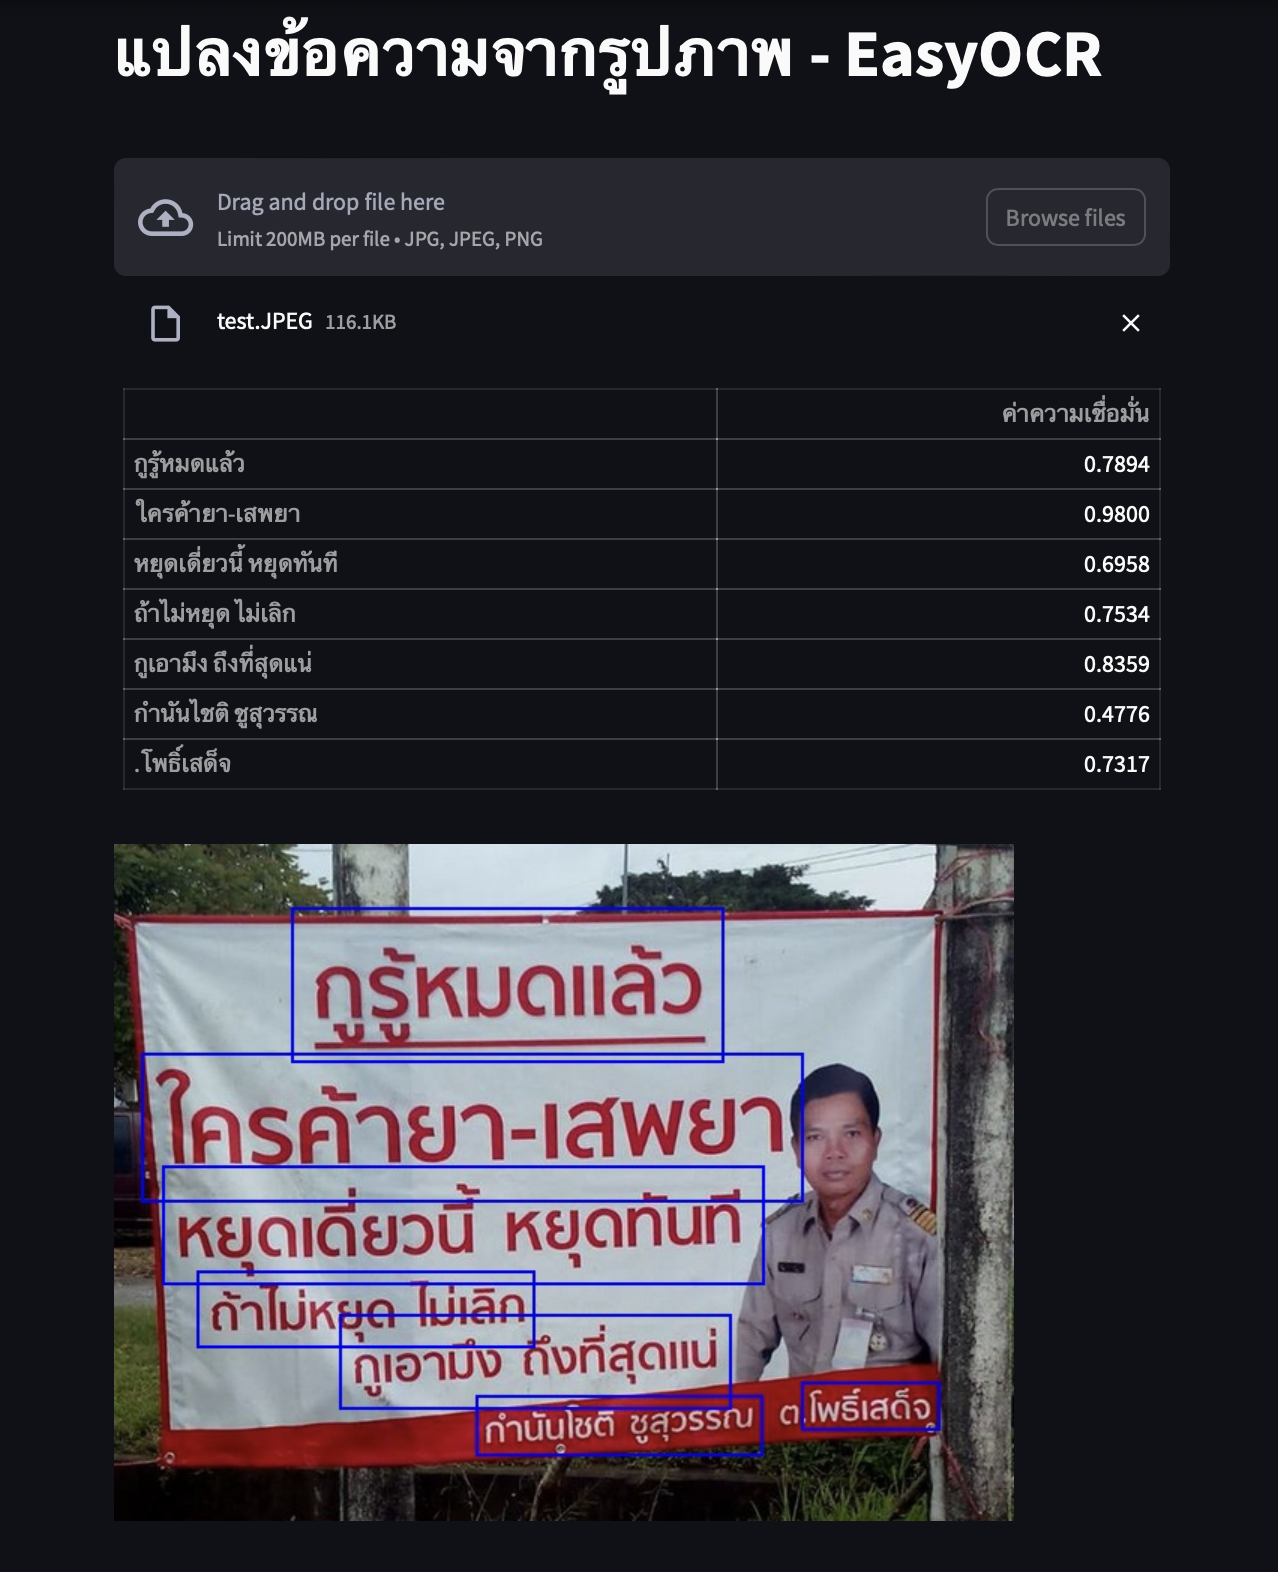 แปลงข้อความจากรูปภาพ - EasyOCR
Drag and drop file here
Limit 200MB per file • JPG, JPEG, PNG
Browse files
test.JPEG 116.1KB
ค่าความเชื่อมั่น
กูรู้หมดแล้ว 0.7894
ใครค้ายา-เสพยา 0.9800
หยุดเดี่ยวนี้ หยุดทันที 0.6958
ถ้าไม่หยุด ไม่เลิก 0.7534
กูเอามึง ถึงที่สุดแน่ 0.8359
กำนันไชติ ชูสุวรรณ 0.4776
.โพธิ์เสด็จ 0.7317
กูรู้หมดแล้ว
ใครค้ายา-เสพยา
หยุดเดี่ยวนี้ หยุดทันที
ถ้าไม่หยุด ไม่เลิก
กูเอามึง ถึงที่สุดแน่
กำนันโชติ ชูสุวรรณ ต.โพธิ์เสด็จ